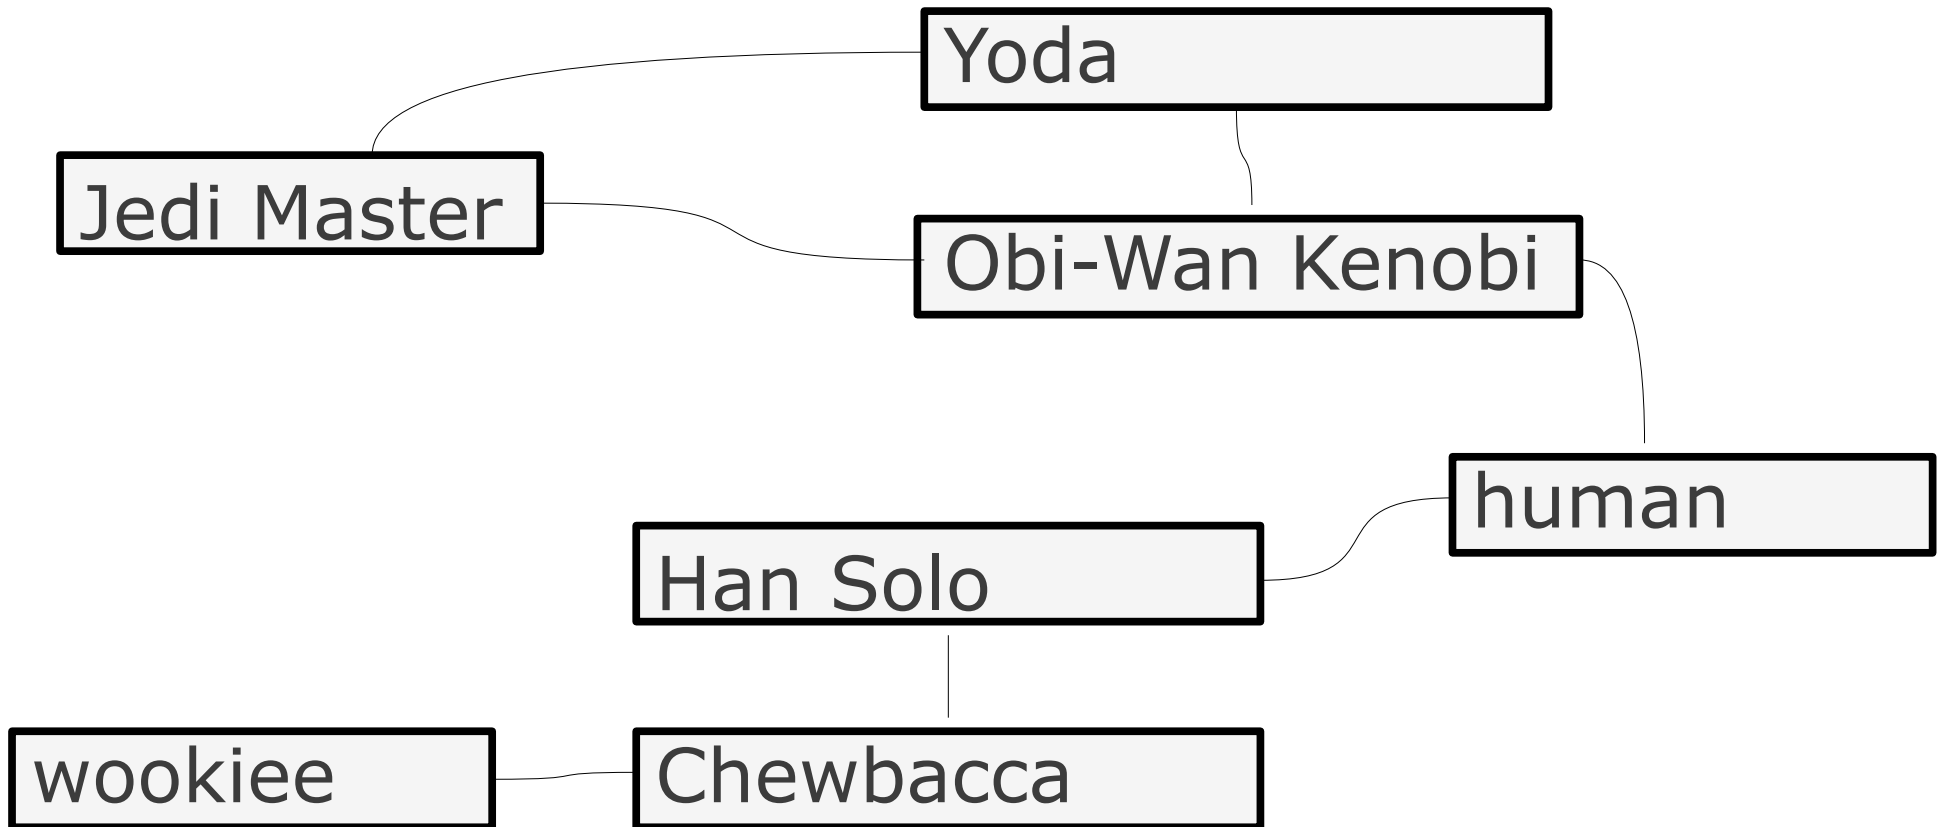 Yoda
Jedi Master
Obi-Wan Kenobi
human
Han Solo
wookiee
Chewbacca